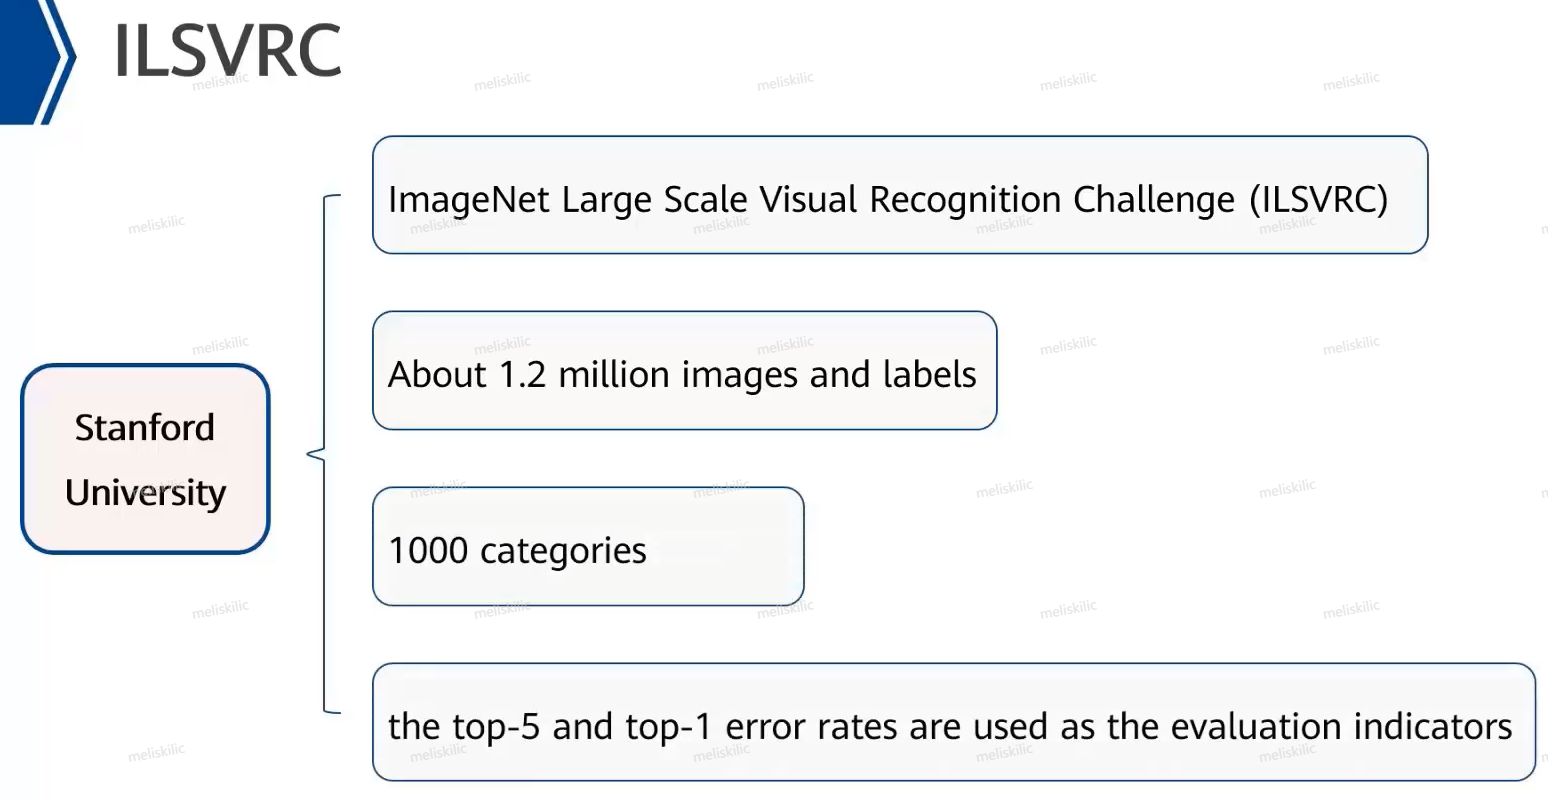 ILSVRC
ImageNet Large Scale Visual Recognition Challenge (ILSVRC)
About 1.2 million images and labels
Stanford
University
1000 categories
the top-5 and top-1 error rates are used as the evaluation indicators
meliskilic